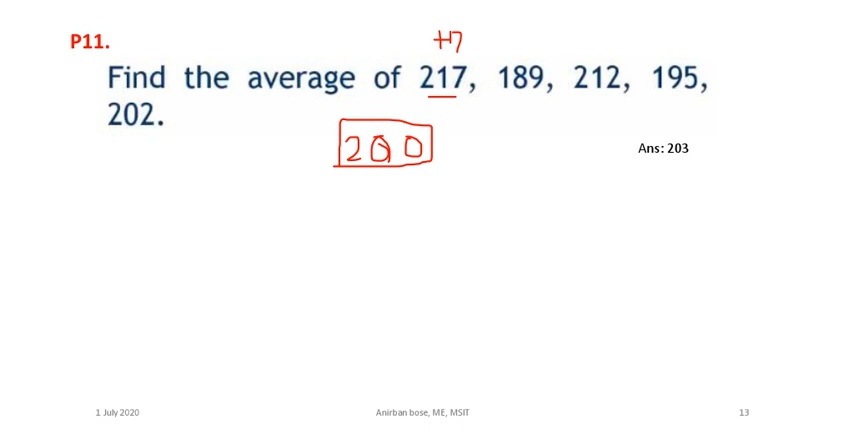 P11.
+7
Find the average of 217, 189, 212, 195,
202.
200
Ans: 203
1 July 2020
Anirban bose, ME, MSIT
13